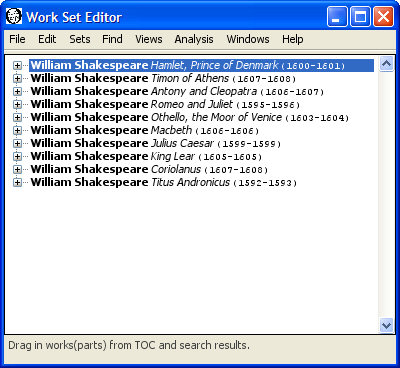 Work Set Editor
File Edit Sets Find Views Analysis Windows Help
William Shakespeare Hamlet, Prince of Denmark (1600-1601)
William Shakespeare Timon of Athens (1607-1608)
William Shakespeare Antony and Cleopatra (1606-1607)
William Shakespeare Romeo and Juliet (1595-1596)
William Shakespeare Othello, the Moor of Venice (1603-1604)
William Shakespeare Macbeth (1606-1606)
William Shakespeare Julius Caesar (1599-1599)
William Shakespeare King Lear (1605-1605)
William Shakespeare Coriolanus (1607-1608)
William Shakespeare Titus Andronicus (1592-1593)
Drag in works(parts) from TOC and search results.